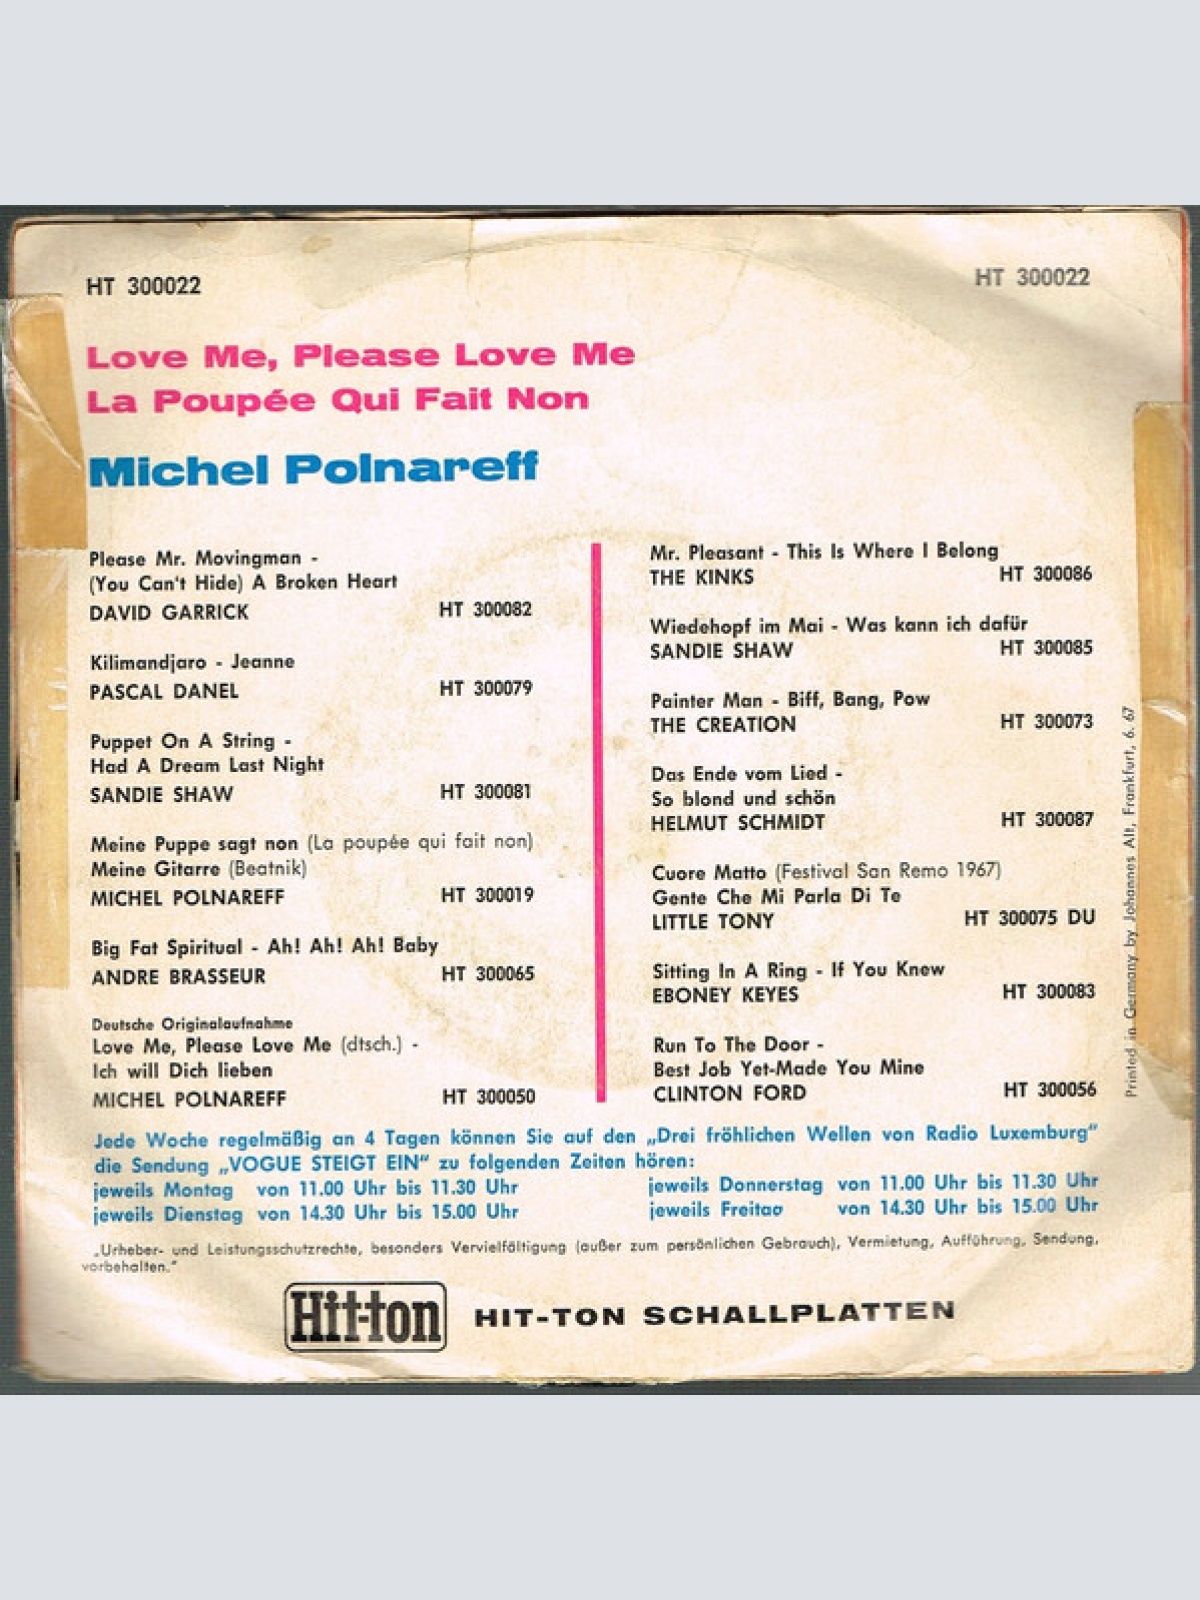 HT 300022
HT 300022
Love Me, Please Love Me
La Poupée Qui Fait Non
Michel Polnareff
Please Mr. Movingman -
(You Can't Hide) A Broken Heart
DAVID GARRICK HT 300082
Kilimandjaro - Jeanne
PASCAL DANEL HT 300079
Puppet On A String -
Had A Dream Last Night
SANDIE SHAW HT 300081
Meine Puppe sagt non (La poupée qui fait non)
Meine Gitarre (Beatnik)
MICHEL POLNAREFF HT 300019
Big Fat Spiritual - Ah! Ah! Ah! Baby
ANDRE BRASSEUR HT 300065
Deutsche Originalaufnahme
Love Me, Please Love Me (dtsch.) -
Ich will Dich lieben
MICHEL POLNAREFF HT 300050
Mr. Pleasant - This Is Where I Belong
THE KINKS HT 300086
Wiedehopf im Mai - Was kann ich dafür
SANDIE SHAW HT 300085
Painter Man - Biff, Bang, Pow
THE CREATION HT 300073
Das Ende vom Lied -
So blond und schön
HELMUT SCHMIDT HT 300087
Cuore Matto (Festival San Remo 1967)
Gente Che Mi Parla Di Te
LITTLE TONY HT 300075 DU
Sitting In A Ring - If You Knew
EBONEY KEYES HT 300083
Run To The Door -
Best Job Yet-Made You Mine
CLINTON FORD HT 300056
Printed in Germany by Johannes Alt, Frankfurt, 6. 67
Jede Woche regelmäßig an 4 Tagen können Sie auf den „Drei fröhlichen Wellen von Radio Luxemburg“
die Sendung „VOGUE STEIGT EIN“ zu folgenden Zeiten hören:
jeweils Montag von 11.00 Uhr bis 11.30 Uhr jeweils Donnerstag von 11.00 Uhr bis 11.30 Uhr
jeweils Dienstag von 14.30 Uhr bis 15.00 Uhr jeweils Freitag von 14.30 Uhr bis 15.00 Uhr
„Urheber- und Leistungsschutzrechte, besonders Vervielfältigung (außer zum persönlichen Gebrauch), Vermietung, Aufführung, Sendung,
vorbehalten.“
Hit-ton HIT-TON SCHALLPLATTEN